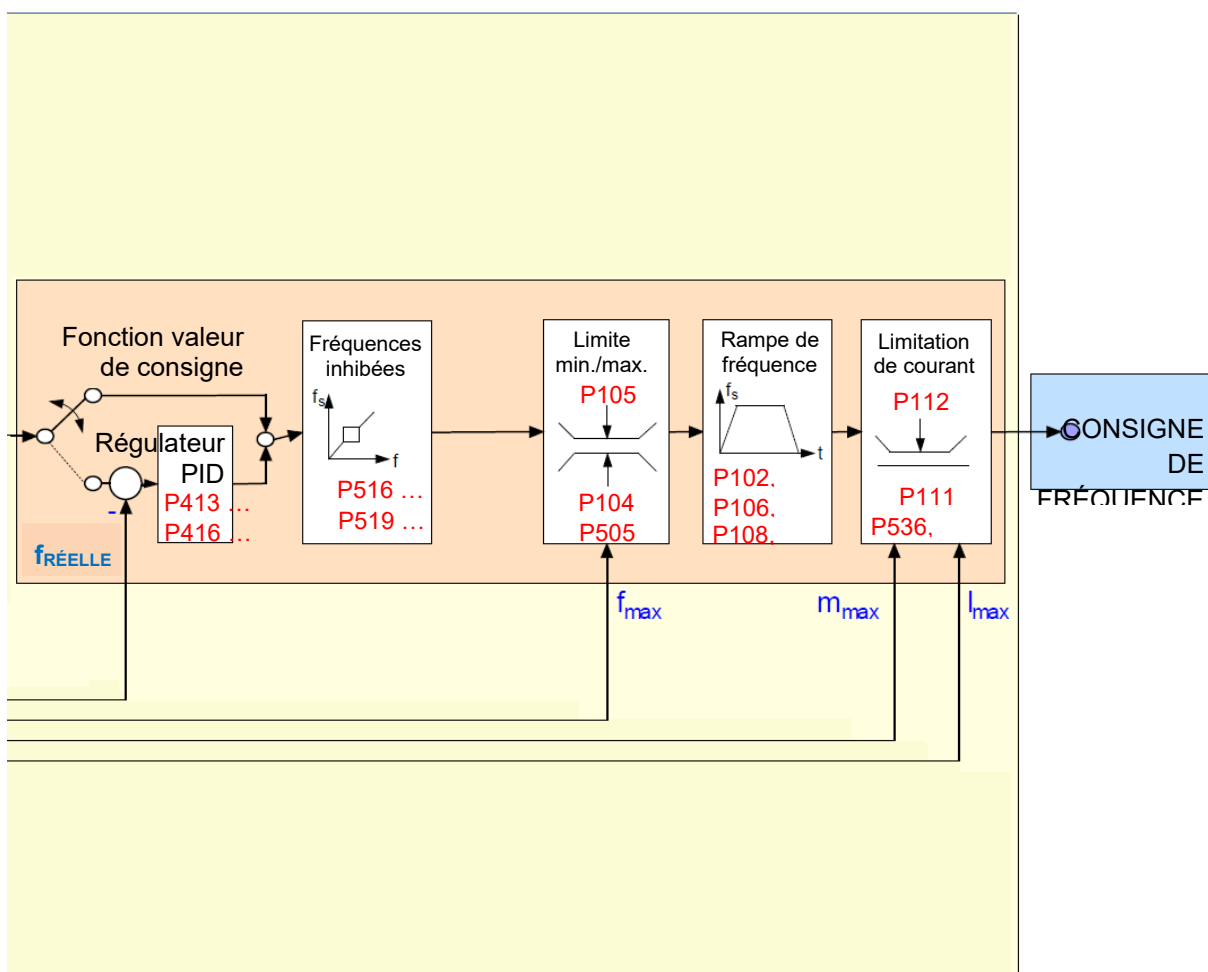 Fonction valeur
de consigne
Régulateur
PID
P413 ...
P416 ...
-
fRÉELLE
Fréquences
inhibées
fs
f
P516 ...
P519 ...
Limite
min./max.
P105
P104
P505
Rampe de
fréquence
fs
t
P102,
P106,
P108,
Limitation
de courant
P112
P111
P536,
CONSIGNE
DE
FRÉQUENCE
fmax
mmax
Imax